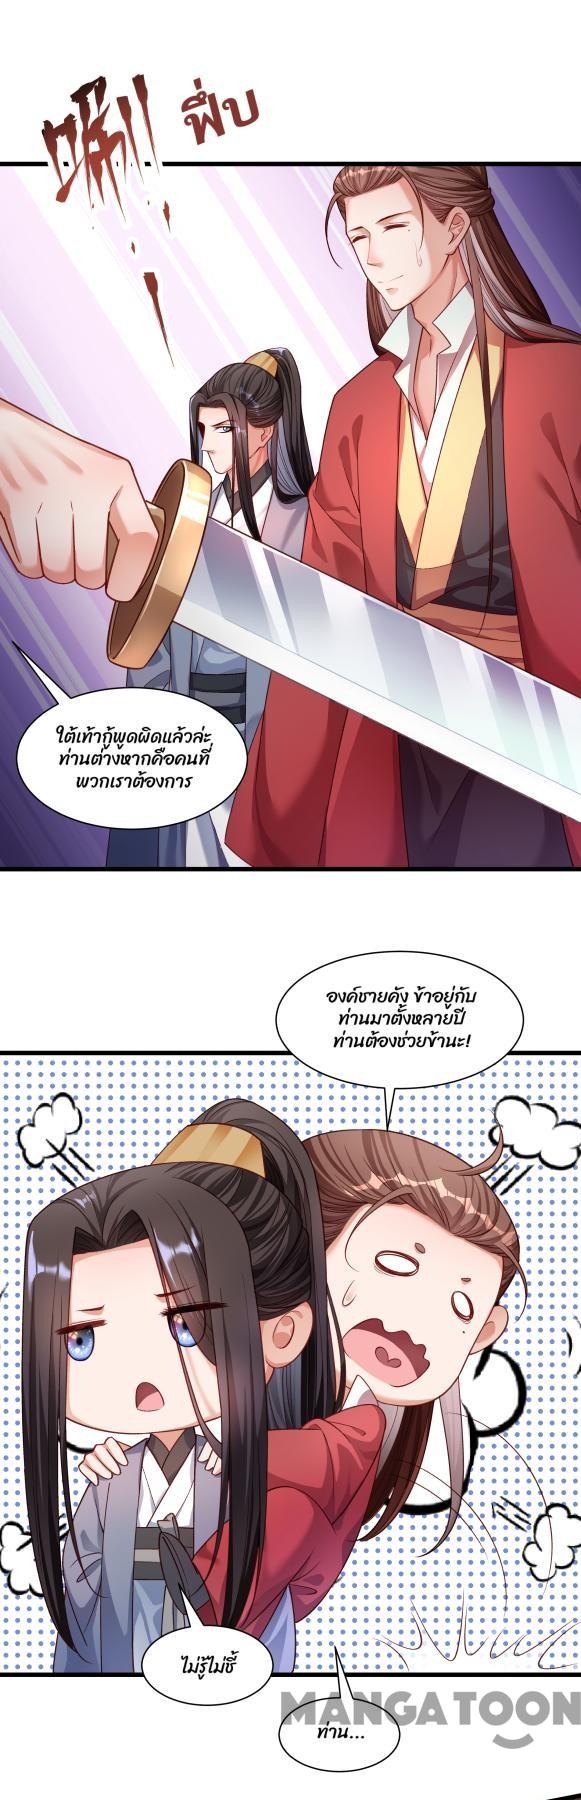 唰!!
ฟึ่บ
ใต้เท้ากู้พูดผิดแล้วล่ะ
ท่านต่างหากคือคนที่
พวกเราต้องการ
องค์ชายคัง ข้าอยู่กับ
ท่านมาตั้งหลายปี
ท่านต้องช่วยข้านะ!
ไม่รู้ไม่ชี้
MANGATOON
ท่าน...